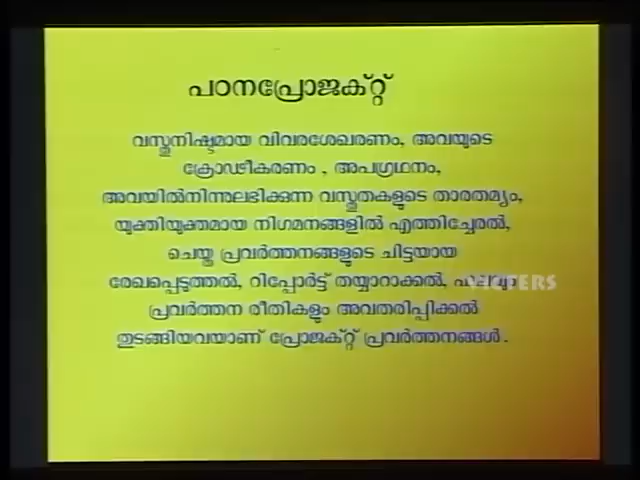 പഠനപ്രോജക്റ്റ്
വസ്തുനിഷ്ടമായ വിവരശേഖരണം, അവയുടെ
ക്രോഢീകരണം , അപഗ്രഥനം,
അവയിൽനിന്നുലഭിക്കുന്ന വസ്തുതകളുടെ താരതമ്യം,
യുക്തിയുക്തമായ നിഗമനങ്ങളിൽ എത്തിച്ചേരൽ,
ചെയ്ത പ്രവർത്തനങ്ങളുടെ ചിട്ടയായ
രേഖപ്പെടുത്തൽ, റിപ്പോർട്ട് തയ്യാറാക്കൽ, VICTERS
പ്രവർത്തന രീതികളും അവതരിപ്പിക്കൽ
തുടങ്ങിയവയാണ് പ്രോജക്റ്റ് പ്രവർത്തനങ്ങൾ.